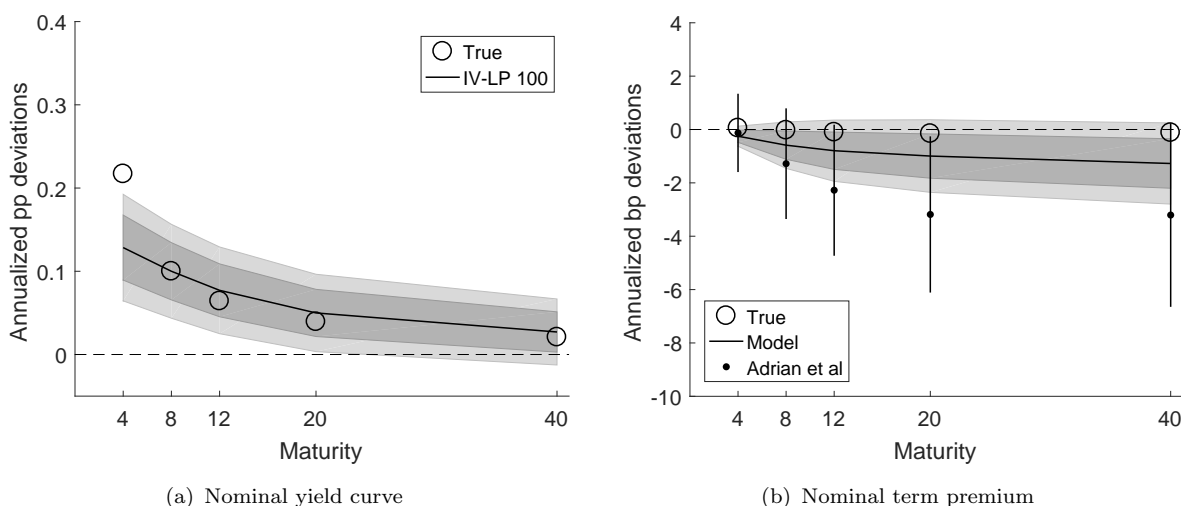 Annualized pp deviations
0.4
0.3
0.2
0.1
0
4 8 12 20 40
Maturity
True
IV-LP 100
(a) Nominal yield curve
Annualized bp deviations
4
2
0
-2
-4
-6
-8
-10
4 8 12 20 40
Maturity
True
Model
Adrian et al
(b) Nominal term premium